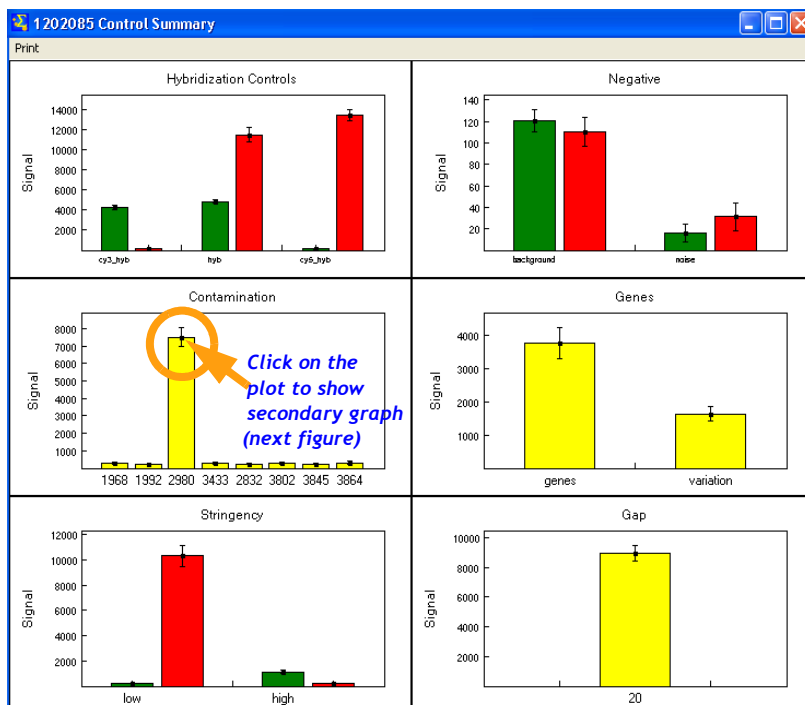 1202085 Control Summary
Print
Hybridization Controls
Signal
14000
12000
10000
8000
6000
4000
2000
cy3_hyb hyb cy5_hyb
Negative
Signal
140
120
100
80
60
40
20
background noise
Contamination
Signal
8000
7000
6000
5000
4000
3000
2000
1000
1968 1992 2980 3433 2832 3802 3845 3864
Click on the
plot to show
secondary graph
(next figure)
Genes
Signal
4000
3000
2000
1000
genes variation
Stringency
Signal
12000
10000
8000
6000
4000
2000
low high
Gap
Signal
10000
8000
6000
4000
2000
20